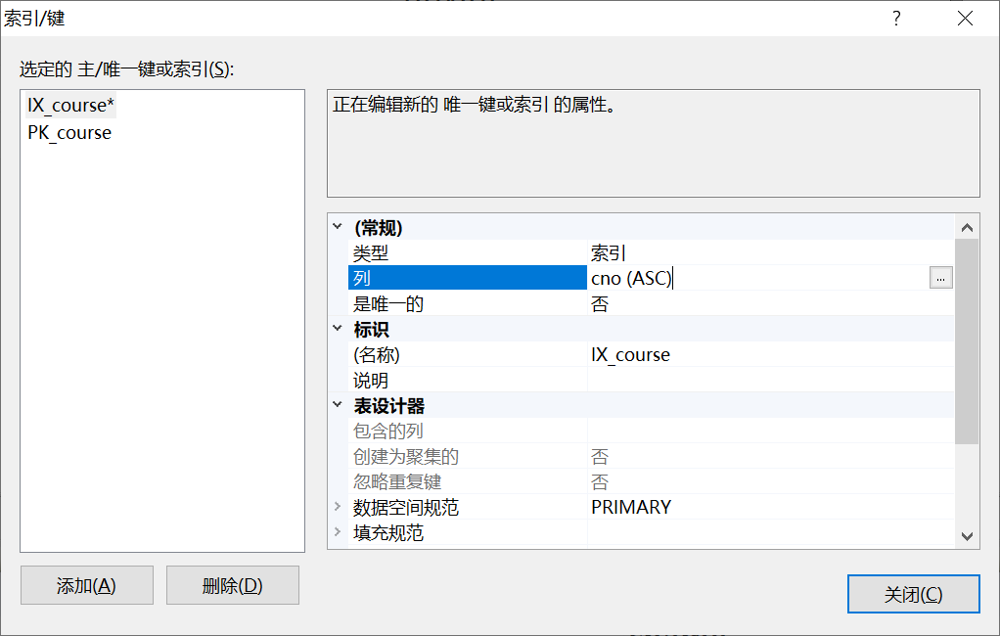 索引/键
选定的 主/唯一键或索引(S):
IX_course*
PK_course
正在编辑新的 唯一键或索引 的属性。
(常规)
类型 索引
列 cno (ASC) ...
是唯一的 否
标识
(名称) IX_course
说明
表设计器
包含的列
创建为聚集的 否
忽略重复键 否
数据空间规范 PRIMARY
填充规范
添加(A) 删除(D)
关闭(C)